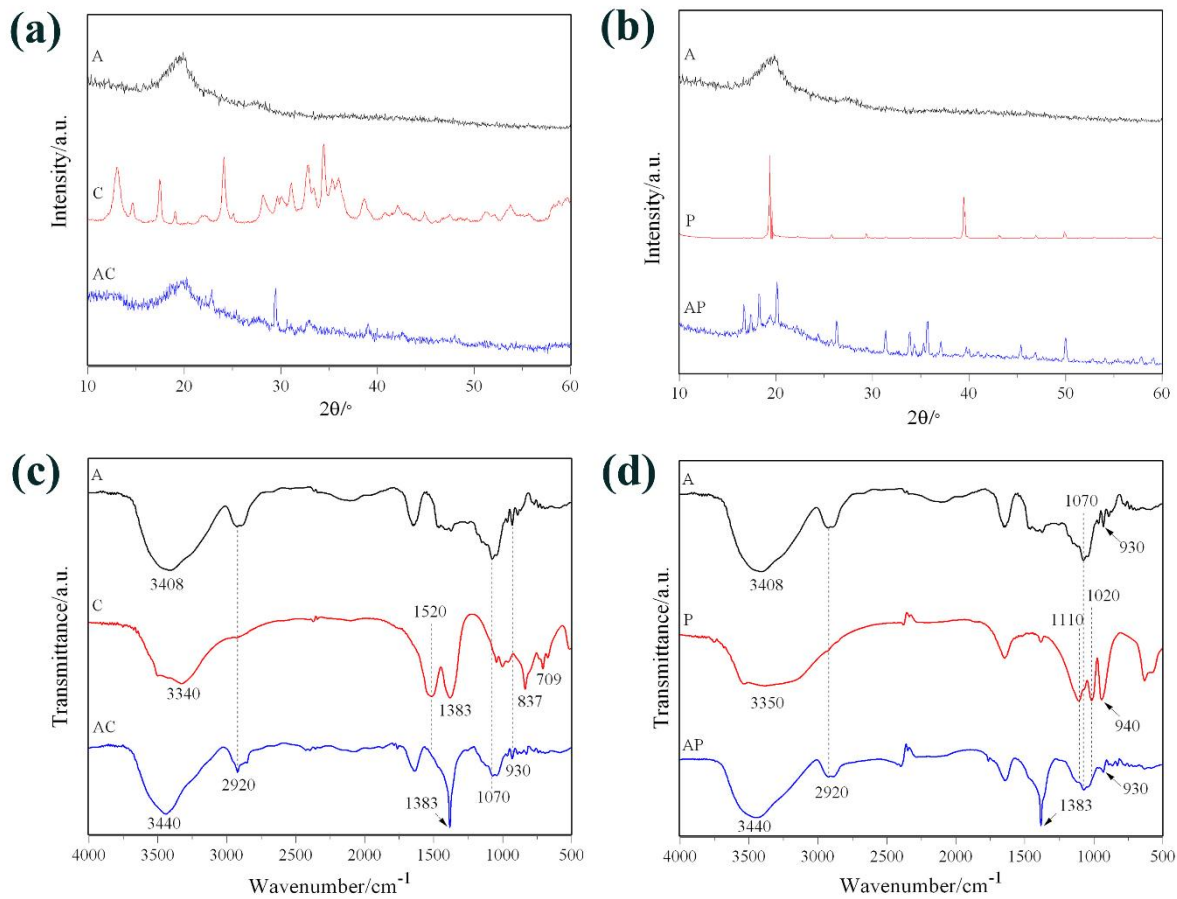 (a)
A
C
AC
Intensity/a.u.
10 20 30 40 50 60
2θ/°
(b)
A
P
AP
Intensity/a.u.
10 20 30 40 50 60
2θ/°
(c)
A
3408
C
1520
3340
1383
837
709
AC
2920
3440
1383
1070
930
Transmittance/a.u.
4000 3500 3000 2500 2000 1500 1000 500
Wavenumber/cm⁻¹
(d)
A
1070
930
3408
1020
P
1110
3350
940
AP
2920
930
3440
1383
Transmittance/a.u.
4000 3500 3000 2500 2000 1500 1000 500
Wavenumber/cm⁻¹